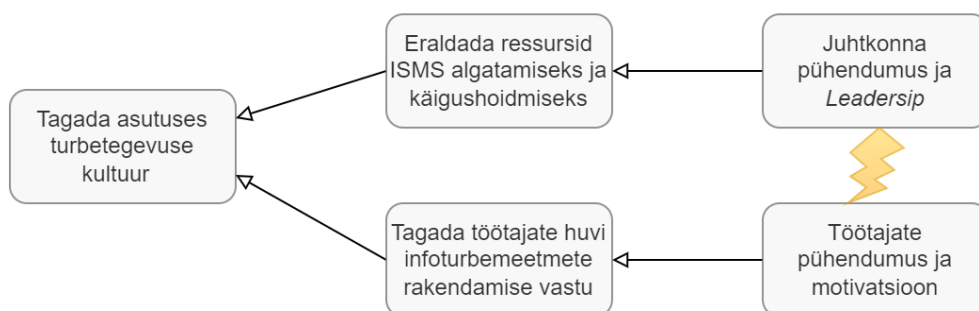 Tagada asutuses
turbetegevuse
kultuur
Eraldada ressursid
ISMS algatamiseks ja
käigushoidmiseks
Juhtkonna
pühendumus ja
Leadersip
Tagada töötajate huvi
infoturbemeetmete
rakendamise vastu
Töötajate
pühendumus ja
motivatsioon